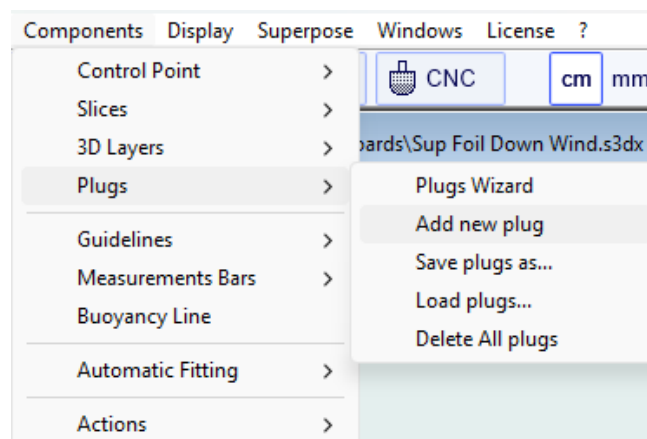 Components Display Superpose Windows License ?
Control Point
CNC
cm mm
Slices
3D Layers
ards\Sup Foil Down Wind.s3dx
Plugs
Plugs Wizard
Add new plug
Guidelines
Save plugs as...
Measurements Bars
Load plugs...
Buoyancy Line
Delete All plugs
Automatic Fitting
Actions